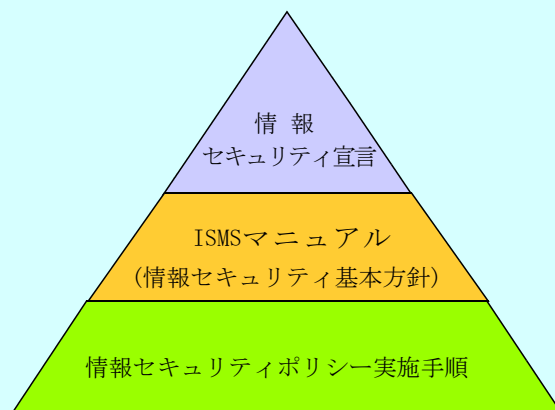 情 報
セキュリティ宣言
ISMSマニュアル
(情報セキュリティ基本方針)
情報セキュリティポリシー実施手順